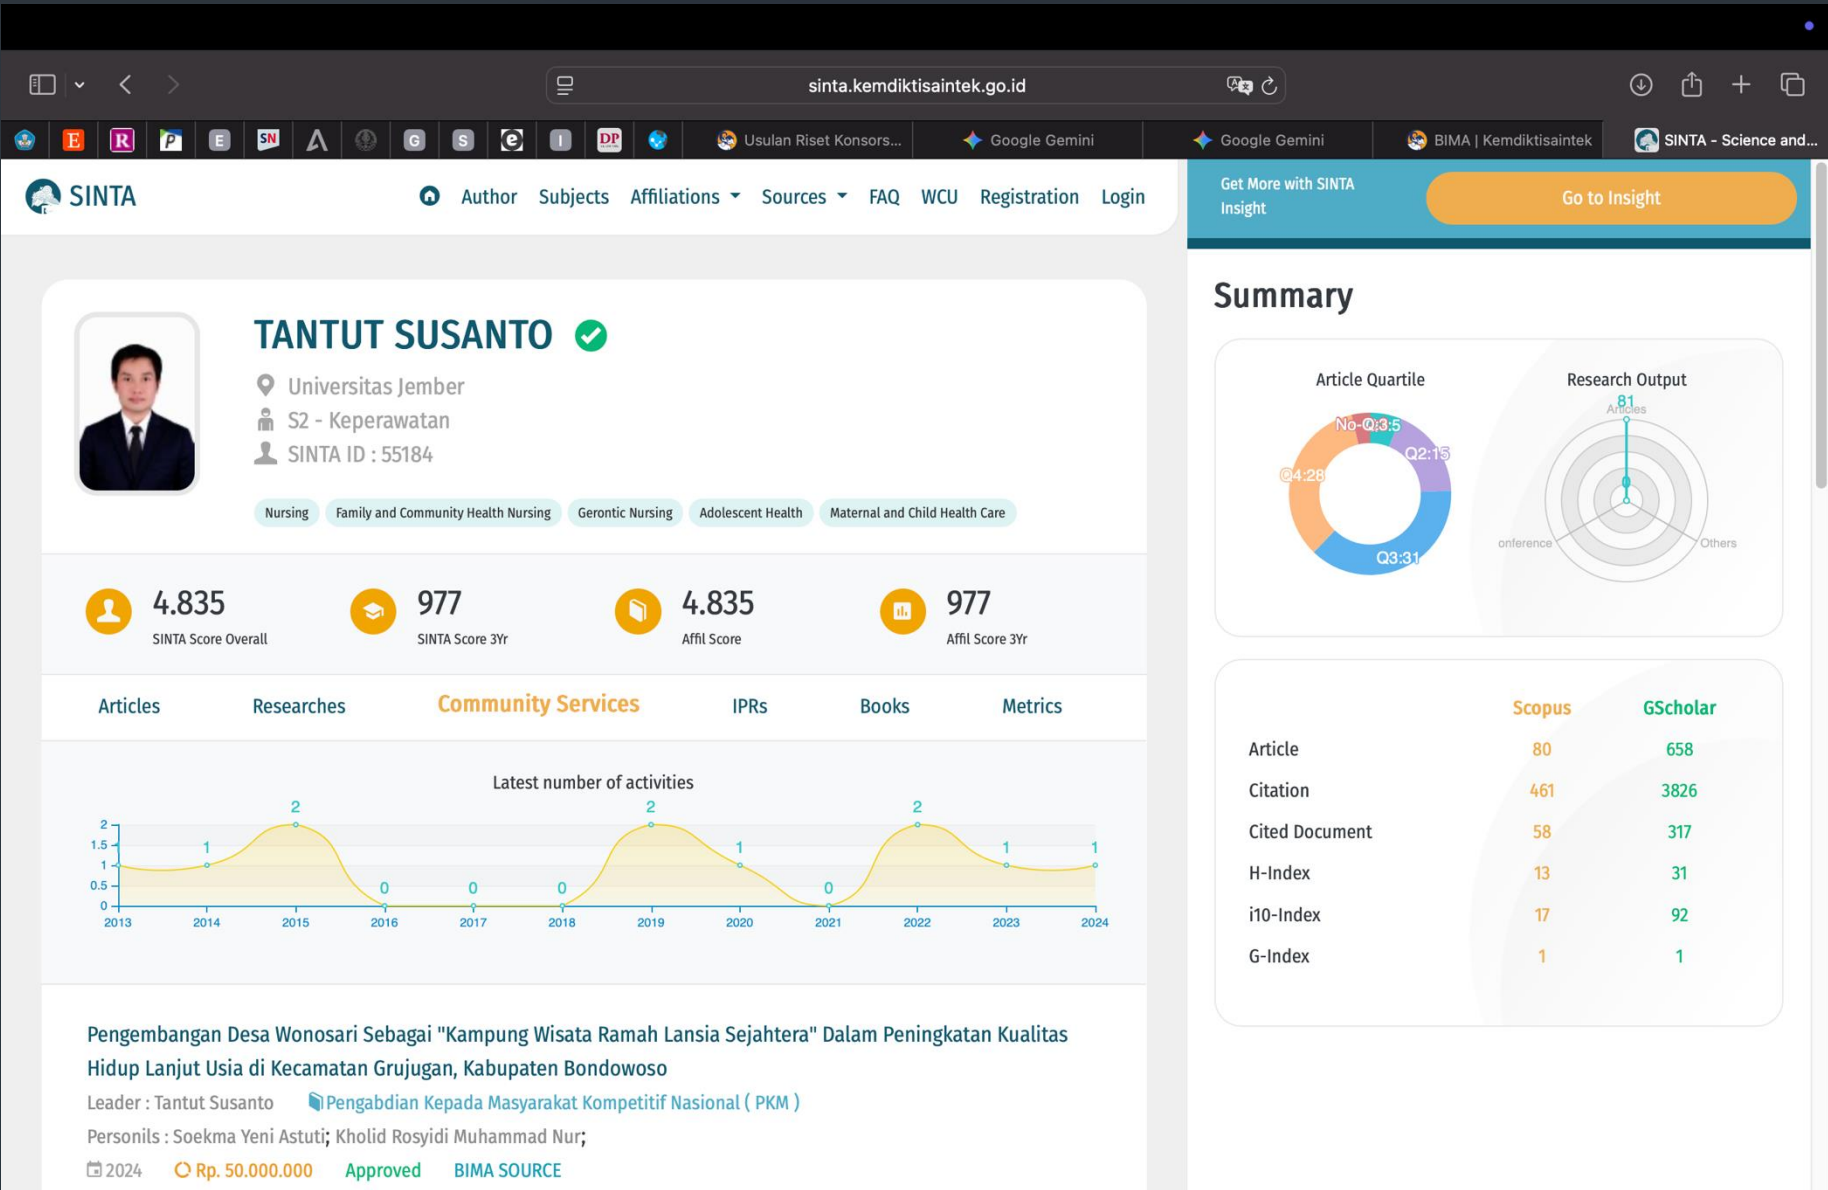 sinta.kemdiktisaintek.go.id
E R P E SN G S e I DP
Usulan Riset Konsors...
Google Gemini
Google Gemini
BIMA | Kemdiktisaintek
SINTA - Science and...
SINTA
Author Subjects Affiliations Sources FAQ WCU Registration Login
Get More with SINTA
Insight
Go to Insight
TANTUT SUSANTO
Universitas Jember
S2 - Keperawatan
SINTA ID : 55184
Nursing
Family and Community Health Nursing
Gerontic Nursing
Adolescent Health
Maternal and Child Health Care
4.835
SINTA Score Overall
977
SINTA Score 3Yr
4.835
Affil Score
977
Affil Score 3Yr
Articles Researches Community Services IPRs Books Metrics
Latest number of activities
2
1.5
1
0.5
0
1 2 0 0 0 2 1 0 2 1 1
2013 2014 2015 2016 2017 2018 2019 2020 2021 2022 2023 2024
Pengembangan Desa Wonosari Sebagai "Kampung Wisata Ramah Lansia Sejahtera" Dalam Peningkatan Kualitas
Hidup Lanjut Usia di Kecamatan Grujugan, Kabupaten Bondowoso
Leader : Tantut Susanto Pengabdian Kepada Masyarakat Kompetitif Nasional ( PKM )
Personils : Soekma Yeni Astuti; Kholid Rosyidi Muhammad Nur;
2024 Rp. 50.000.000 Approved BIMA SOURCE
Summary
Article Quartile
Q2:15
Q3:31
Q4:28
Research Output
81
Articles
0
onference
Others
Scopus GScholar
Article 80 658
Citation 461 3826
Cited Document 58 317
H-Index 13 31
i10-Index 17 92
G-Index 1 1